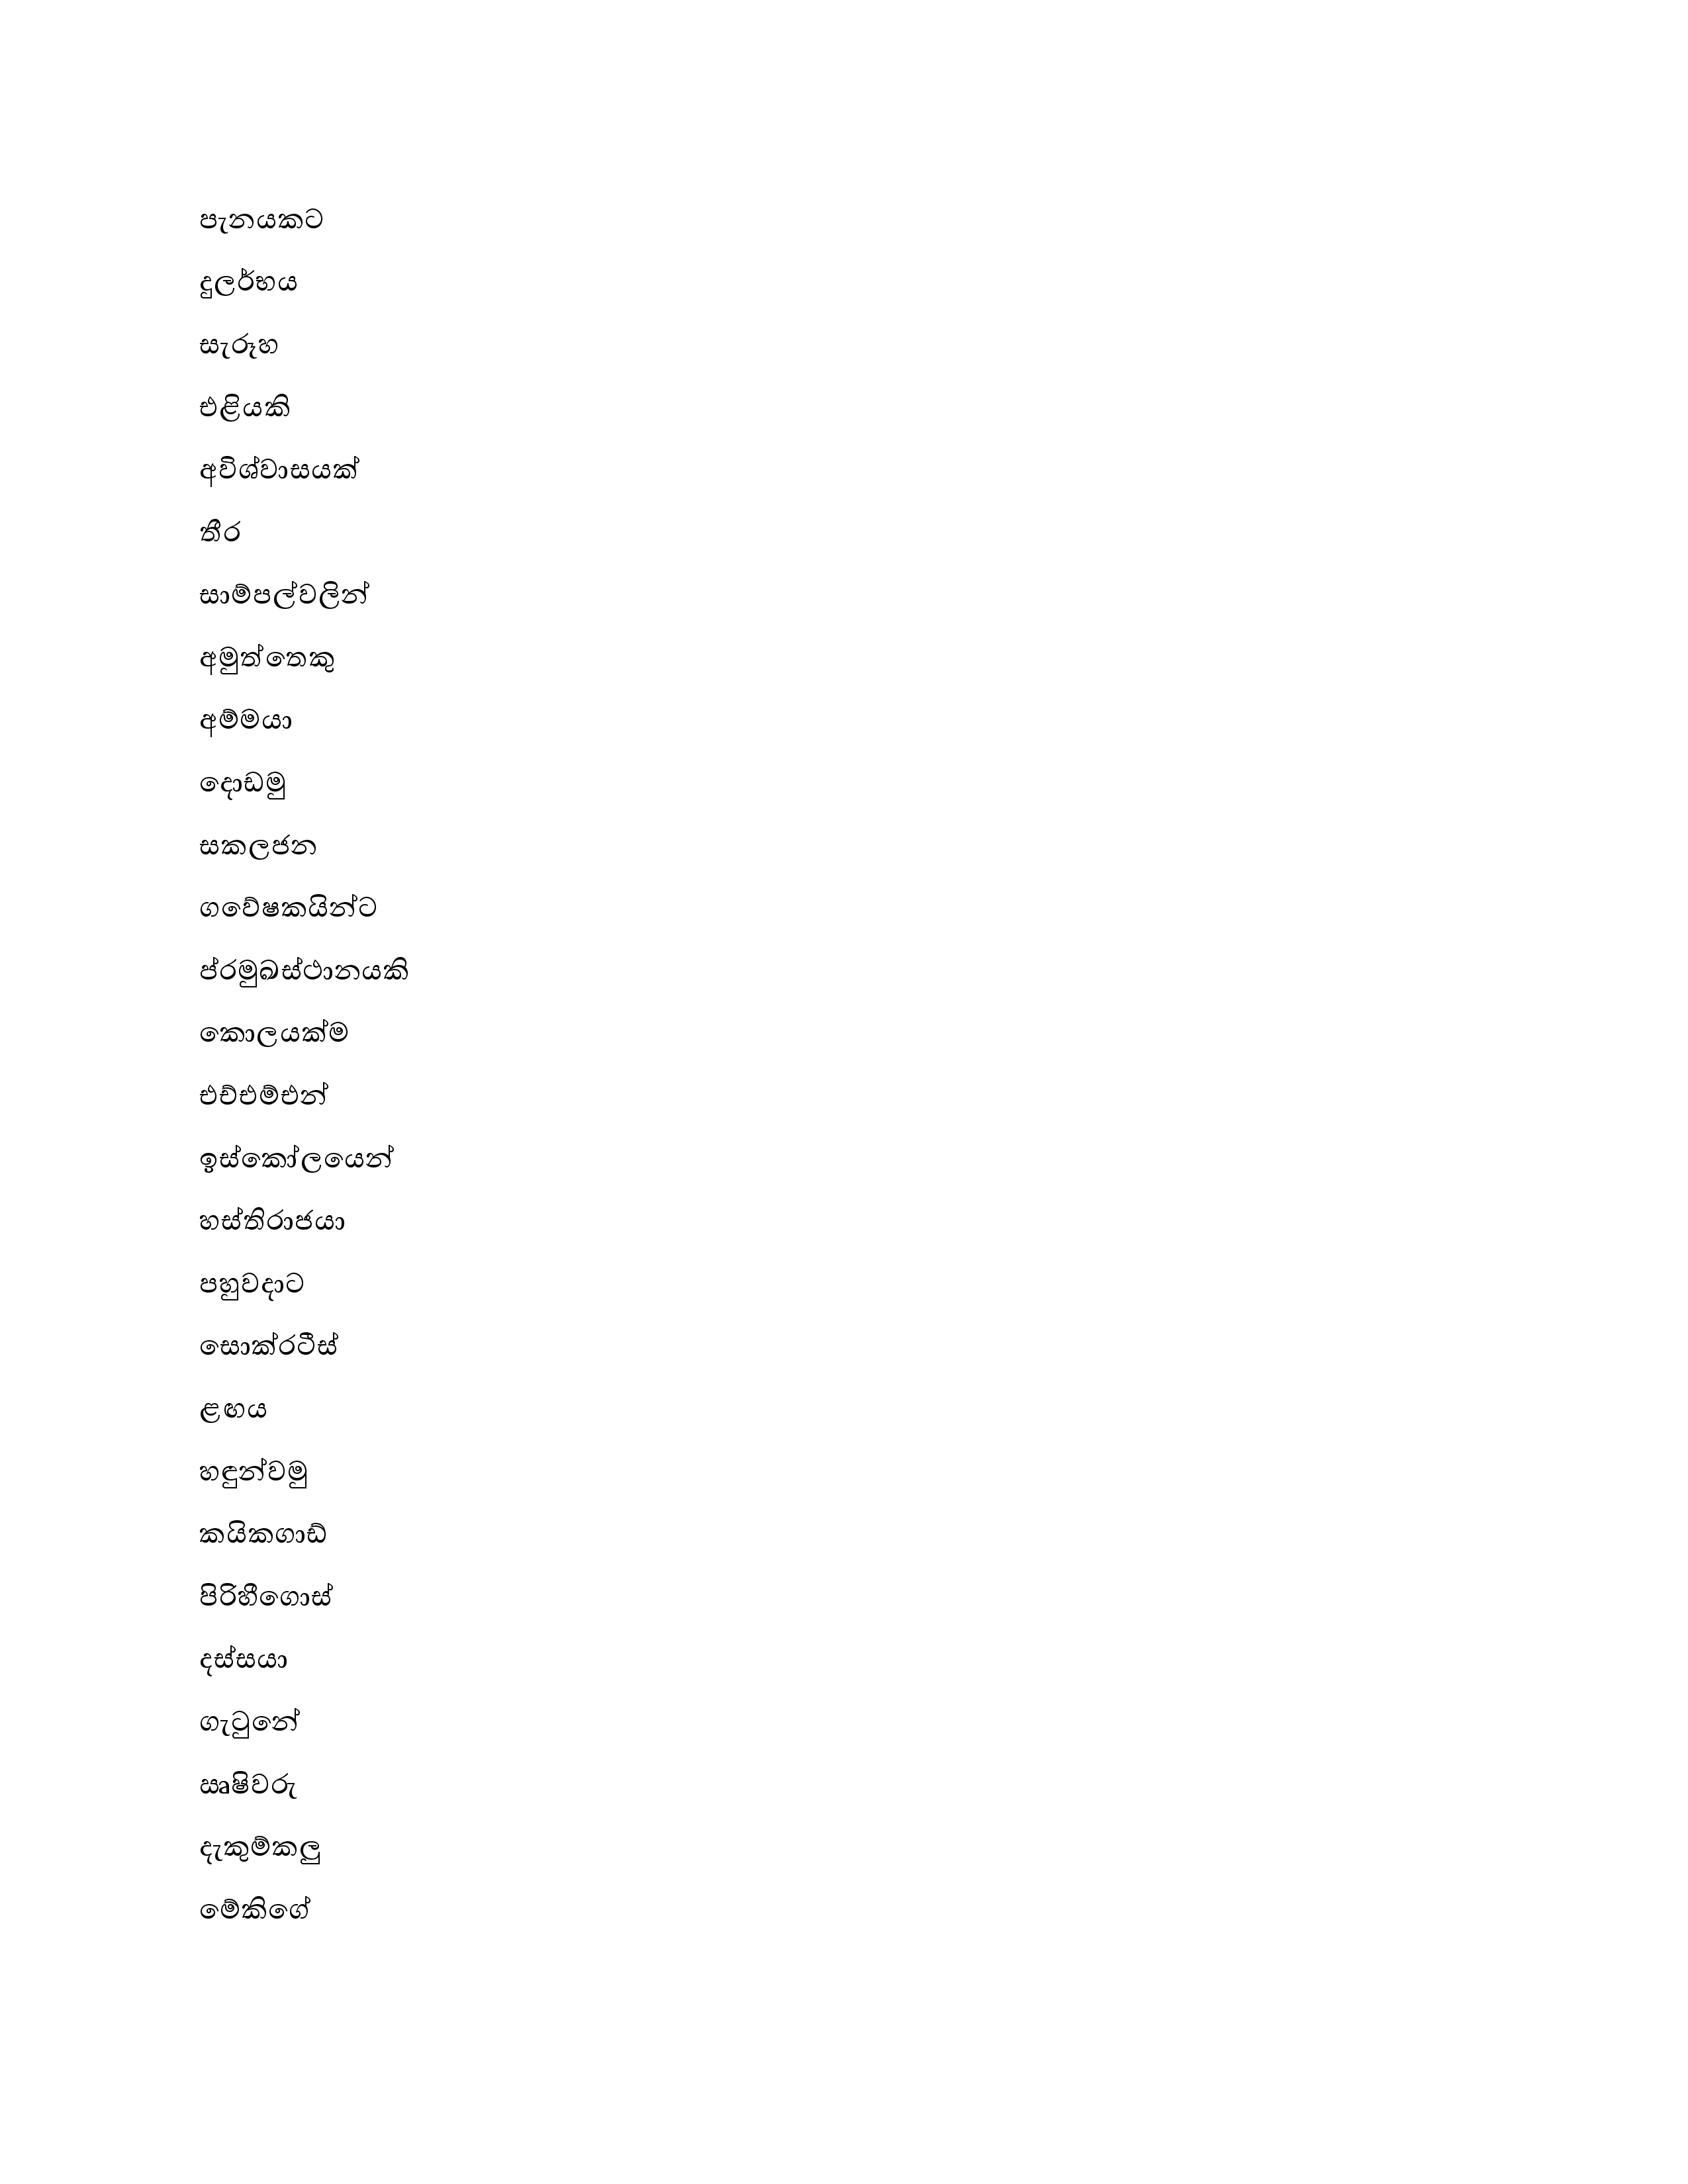 පැනයකට
දුලර්භය
සැරූහ
එළියකි
අවිශ්වාසයක්
තීර
සාම්පල්වලින්
අමුත්තෙකු
අම්මයා
දොඩමු
සකලජන
ගවේෂකයින්ට
ප්රමුඛස්ථානයකි
කොලයක්ම
එච්එම්එන්
ඉස්කෝලයෙන්
හස්තිරාජයා
පහුවදාට
සොක්රටීස්
ළඟය
හඳුන්වමු
කයිකගාඩ්
පිරිහීගොස්
දස්සයා
ගැටුනේ
ඍෂිවරු
දැකුම්කලු
මේකිගේ